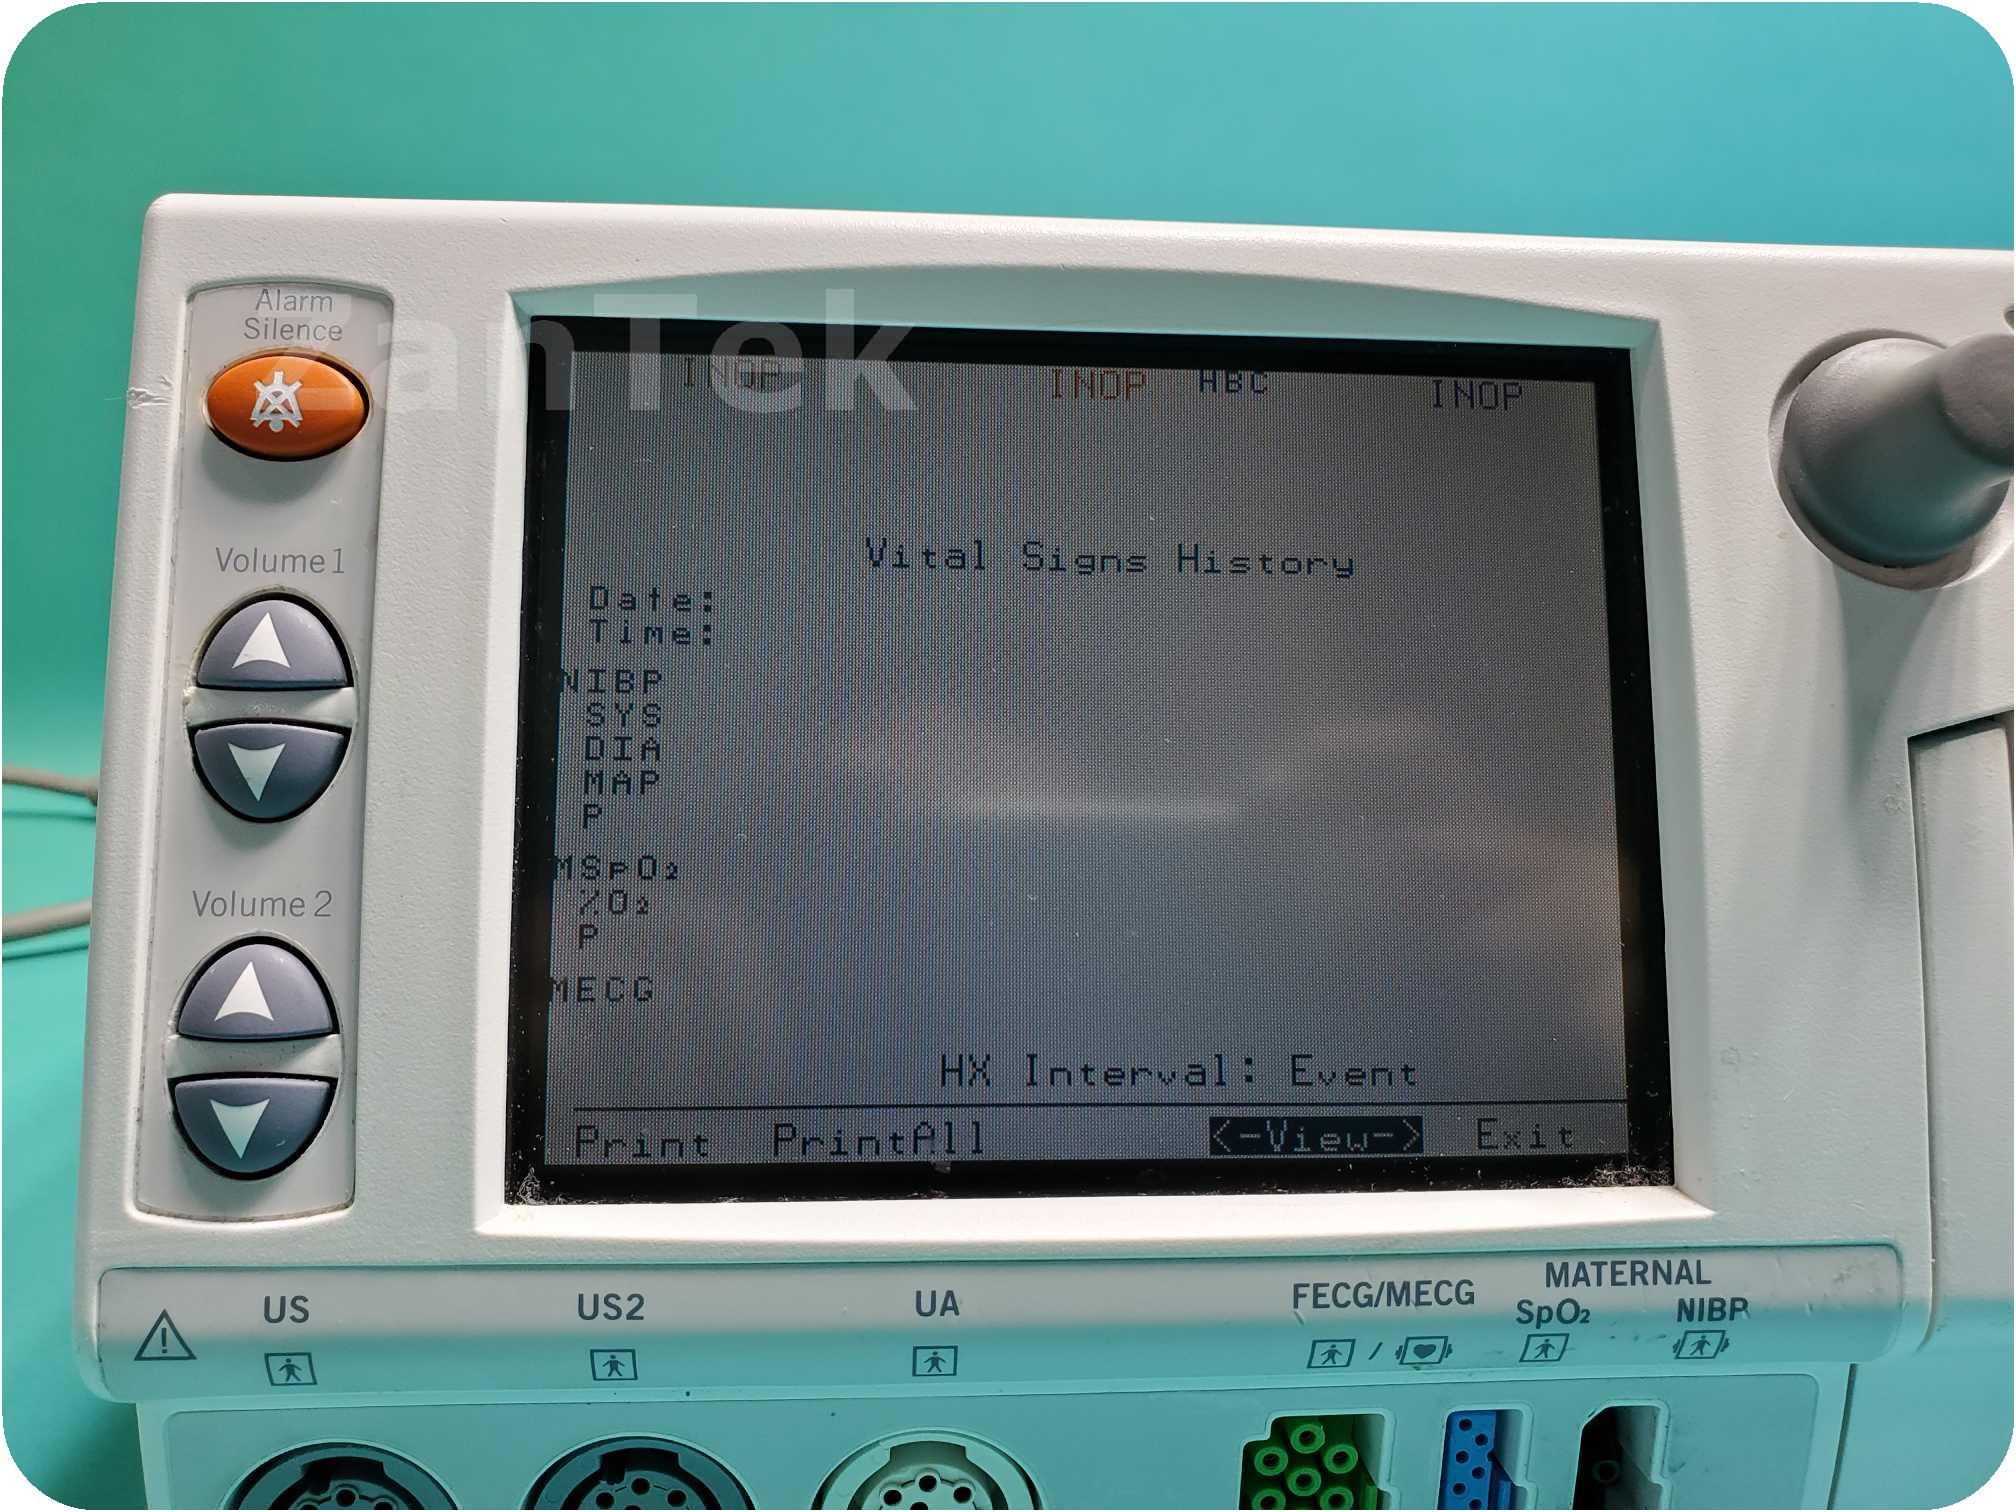 Alarm
Silence
ZanTek
INOP INOP HBC INOP
Volume 1
Vital Signs History
Date:
Time:
NIBP
SYS
DIA
MAP
P
MSpO₂
%O₂
P
MECG
Volume 2
HX Interval: Event
Print PrintAll <-View-> Exit
US US2 UA FECG/MECG MATERNAL
SpO₂ NIBP
/